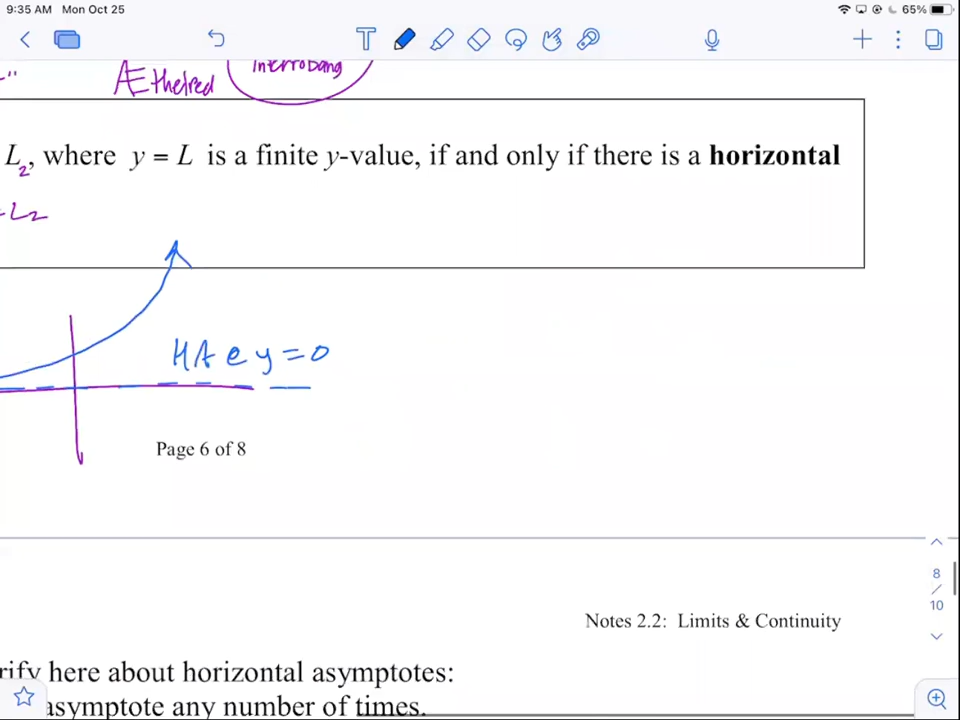 9:35 AM Mon Oct 25
65%
T
"
Æthelred
interrobang
L₂, where y = L is a finite y-value, if and only if there is a horizontal
=L₂
HA @ y=0
Page 6 of 8
8
/
10
Notes 2.2: Limits & Continuity
rify here about horizontal asymptotes:
asymptote any number of times.